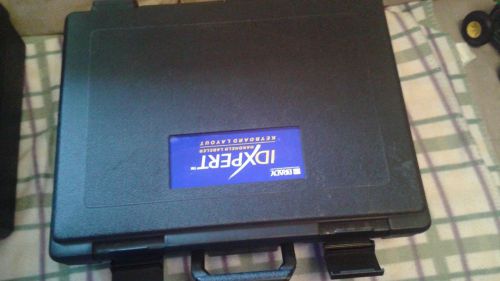 BRADY
IDXPERT™
HANDHELD LABELER
KEYBOARD LAYOUT